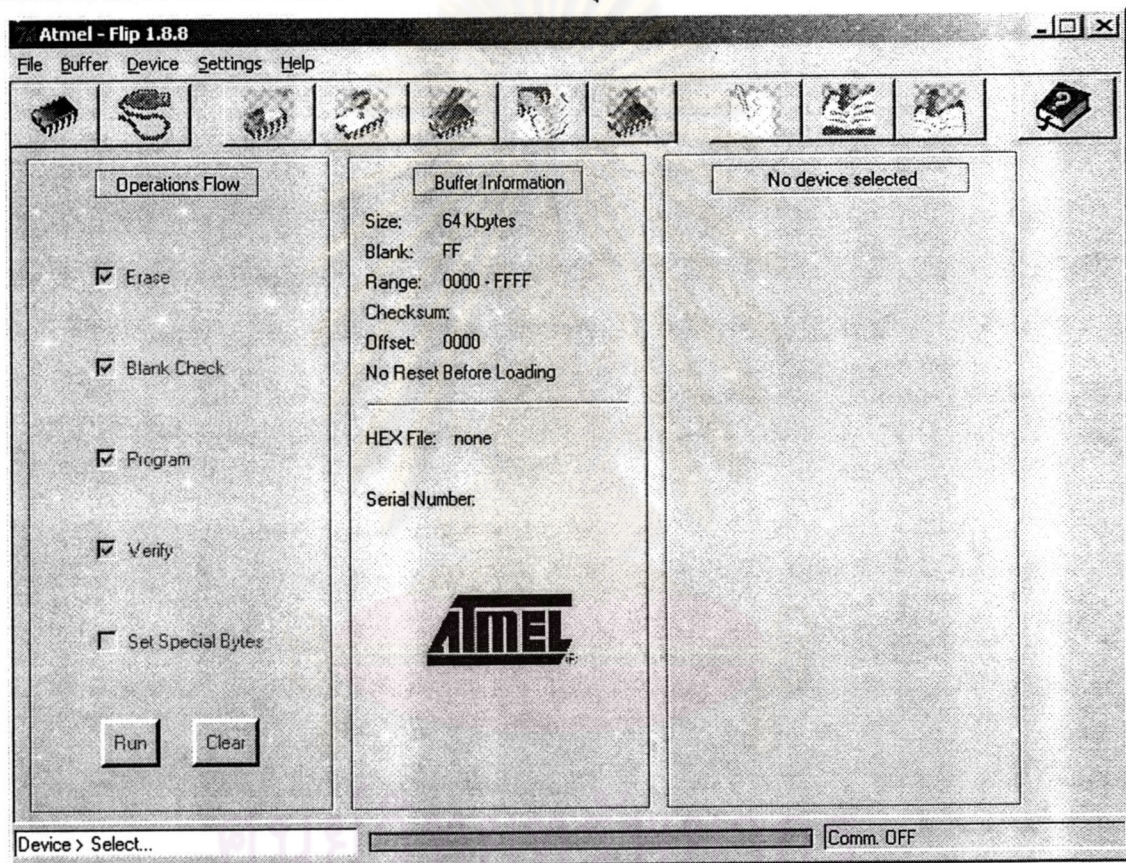 Atmel - Flip 1.8.8
File Buffer Device Settings Help
Operations Flow
Erase
Blank Check
Program
Verify
Set Special Bytes
Run Clear
Buffer Information
Size: 64 Kbytes
Blank: FF
Range: 0000 - FFFF
Checksum:
Offset: 0000
No Reset Before Loading
HEX File: none
Serial Number:
ATMEL
No device selected
Device > Select...
Comm. OFF